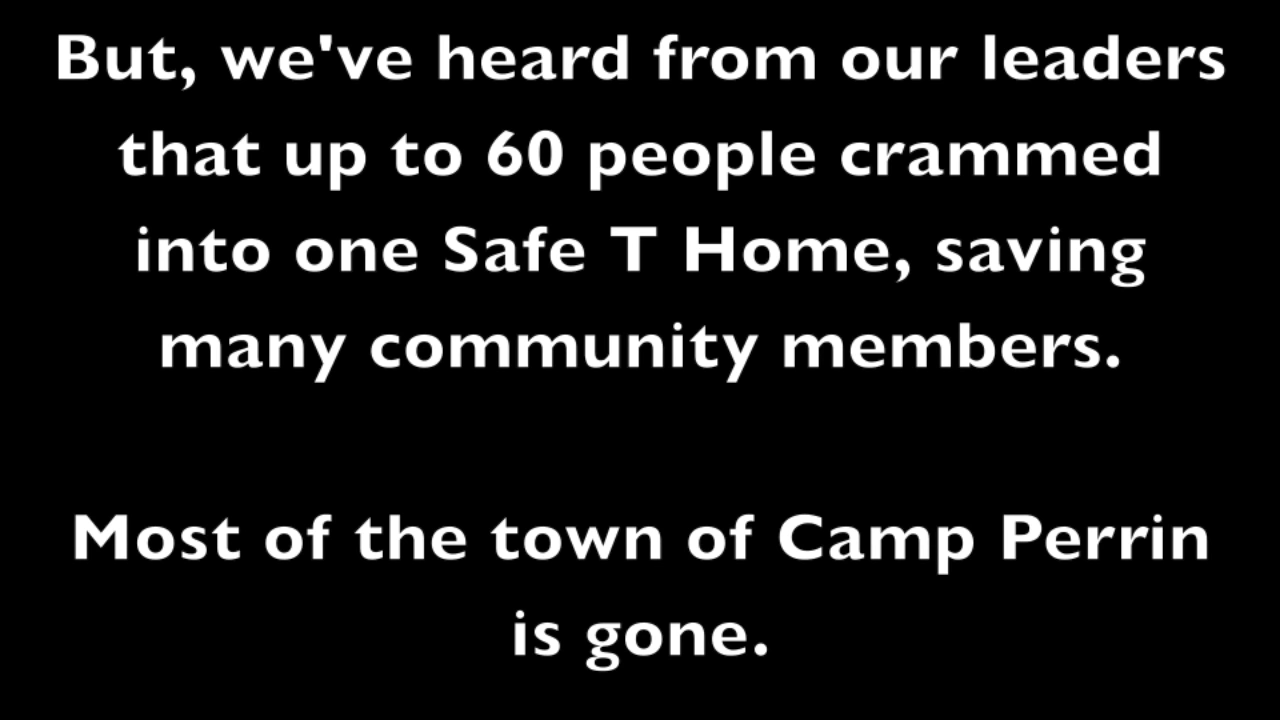 But, we've heard from our leaders
that up to 60 people crammed
into one Safe T Home, saving
many community members.
Most of the town of Camp Perrin
is gone.